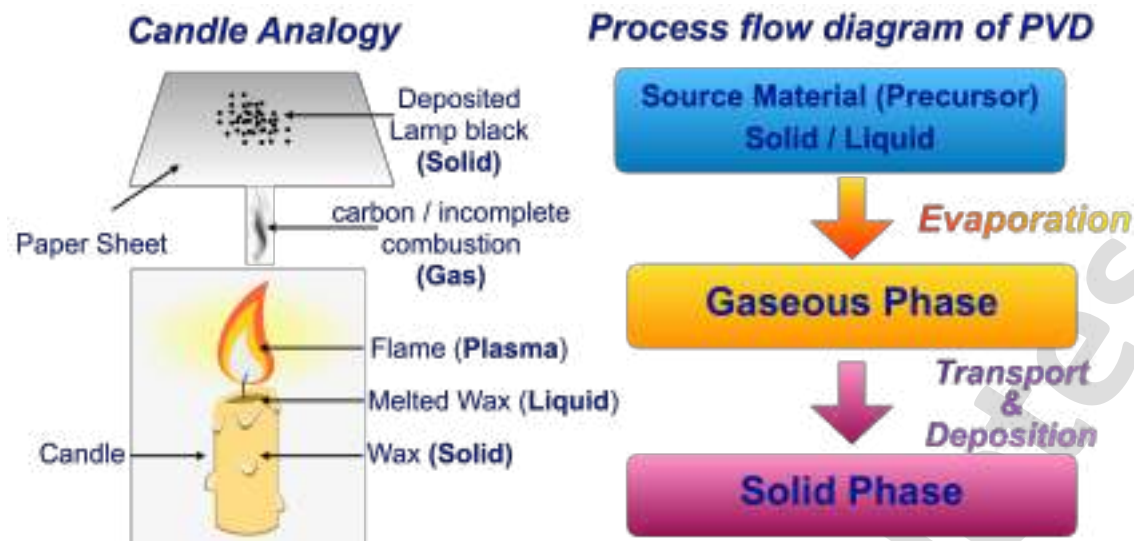 Candle Analogy
Deposited
Lamp black
(Solid)
Paper Sheet
carbon / incomplete
combustion
(Gas)
Flame (Plasma)
Melted Wax (Liquid)
Candle
Wax (Solid)
Process flow diagram of PVD
Source Material (Precursor)
Solid / Liquid
Evaporation
Gaseous Phase
Transport
&
Deposition
Solid Phase